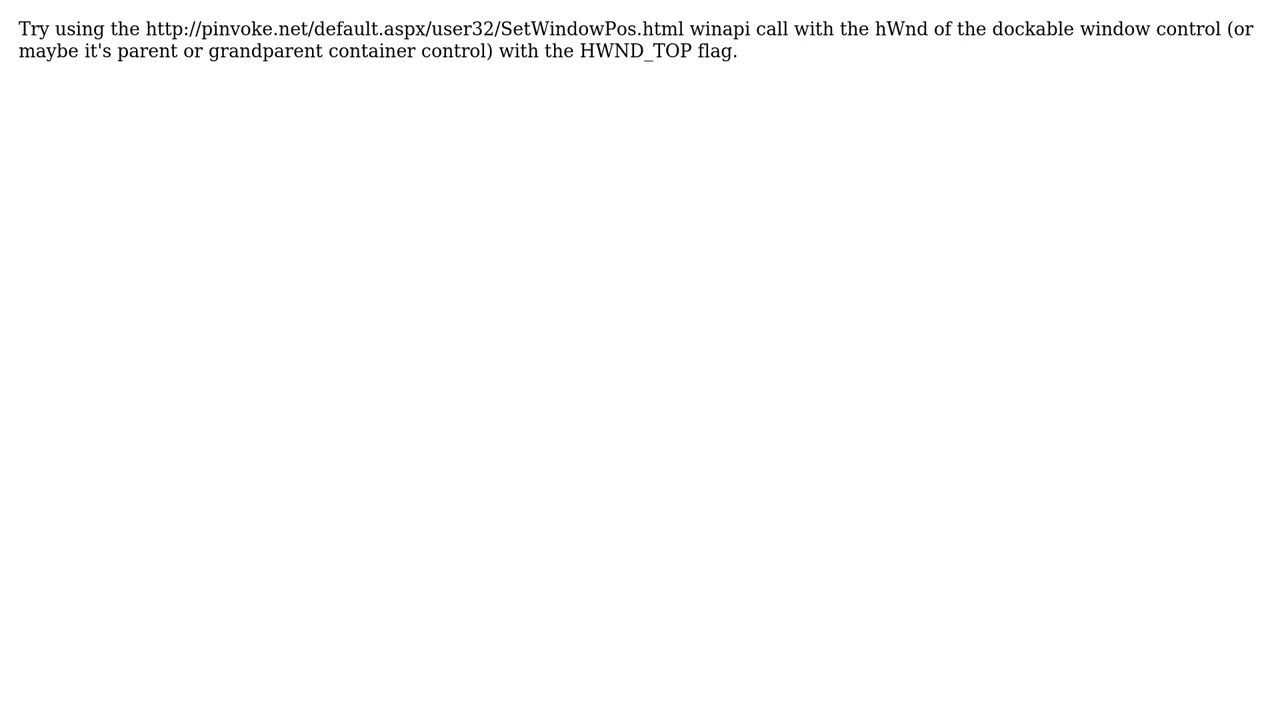 Try using the http://pinvoke.net/default.aspx/user32/SetWindowPos.html winapi call with the hWnd of the dockable window control (or
maybe it's parent or grandparent container control) with the HWND_TOP flag.